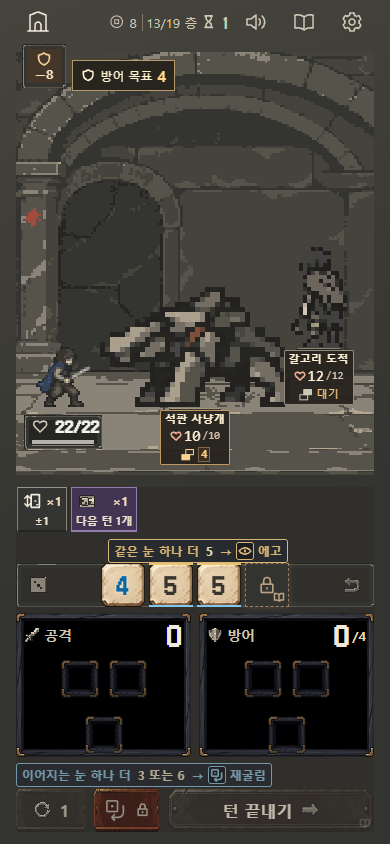 8 13/19 층 1
-8
방어 목표 4
갈고리 도적
12/12
대기
22/22
석판 사냥개
10/10
4
×1
±1
×1
다음 턴 1개
같은 눈 하나 더 5 → 예고
4 5 5
공격 0
방어 0/4
이어지는 눈 하나 더 3 또는 6 → 재굴림
1
턴 끝내기 ⇒